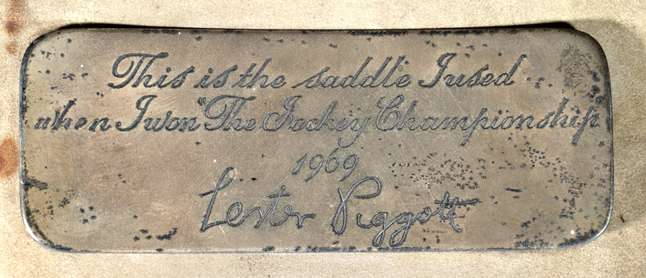 This is the saddle I used ..
when I won "The Jockey Championship
1969
Lester Piggott